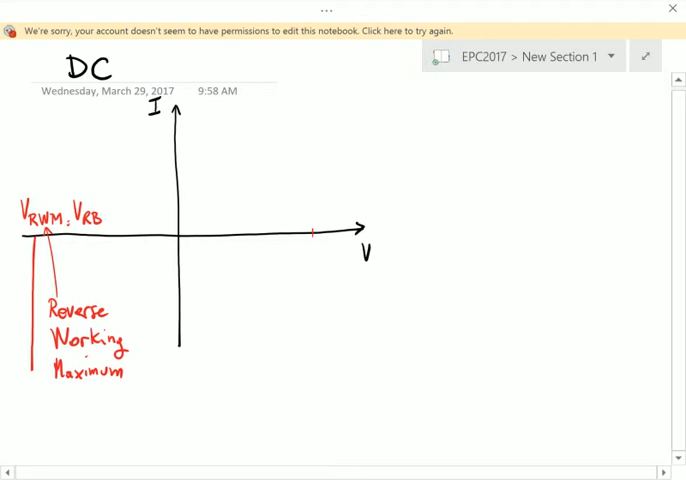 ...
We're sorry, your account doesn't seem to have permissions to edit this notebook. Click here to try again.
EPC2017 > New Section 1
DC
Wednesday, March 29, 2017 9:58 AM
I
VRWM = VRB
V
Reverse
Working
Maximum